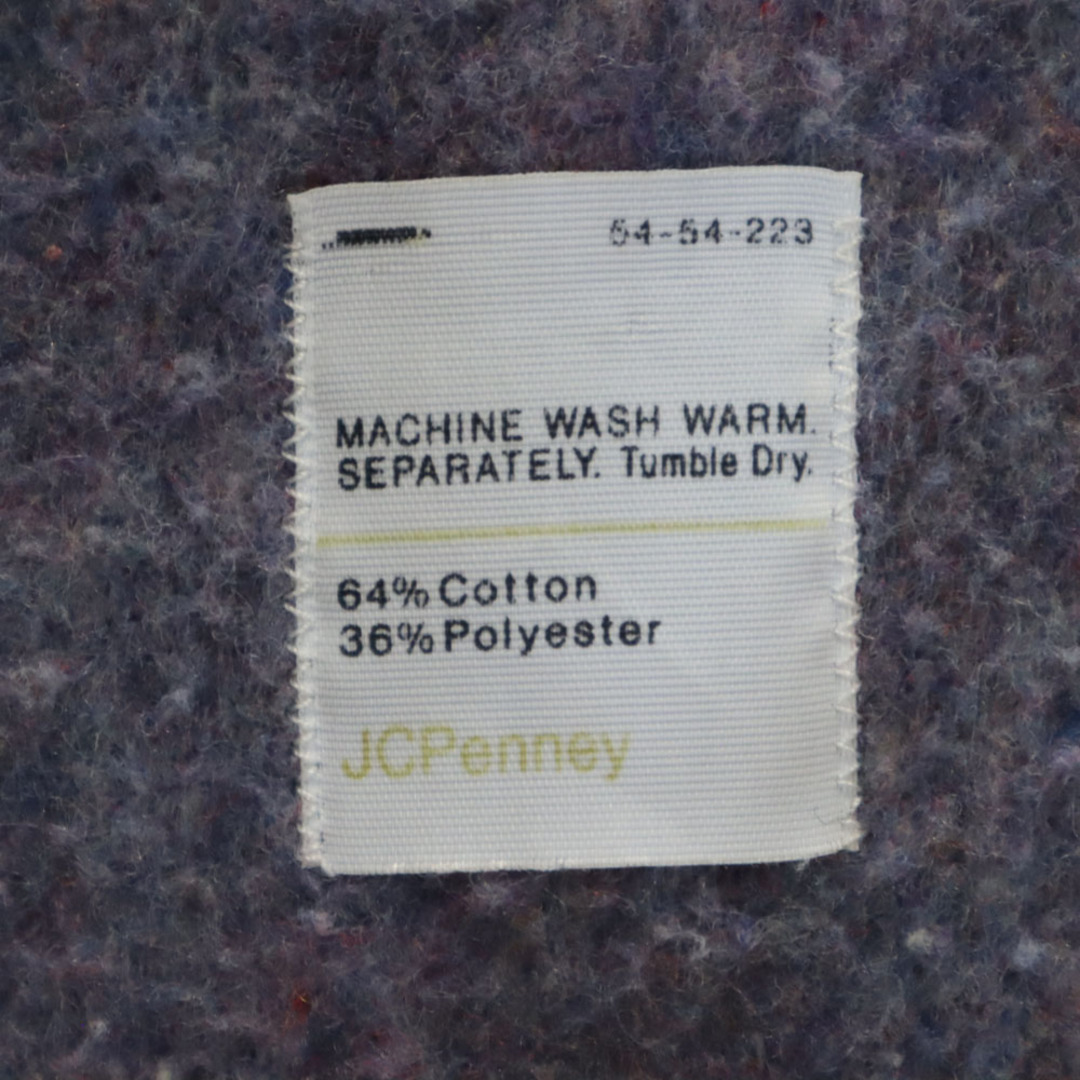 54-54-223
MACHINE WASH WARM.
SEPARATELY. Tumble Dry.
64% Cotton
36% Polyester
JCPenney